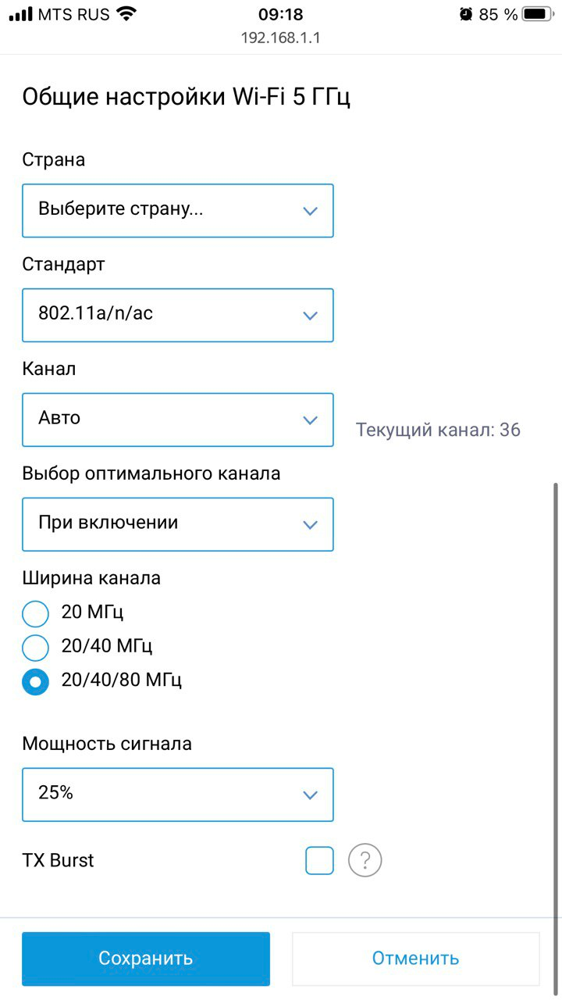 MTS RUS 09:18 85 %
192.168.1.1
Общие настройки Wi-Fi 5 ГГц
Страна
Выберите страну...
Стандарт
802.11a/n/ac
Канал
Авто
Текущий канал: 36
Выбор оптимального канала
При включении
Ширина канала
20 МГц
20/40 МГц
20/40/80 МГц
Мощность сигнала
25%
TX Burst ?
Сохранить Отменить